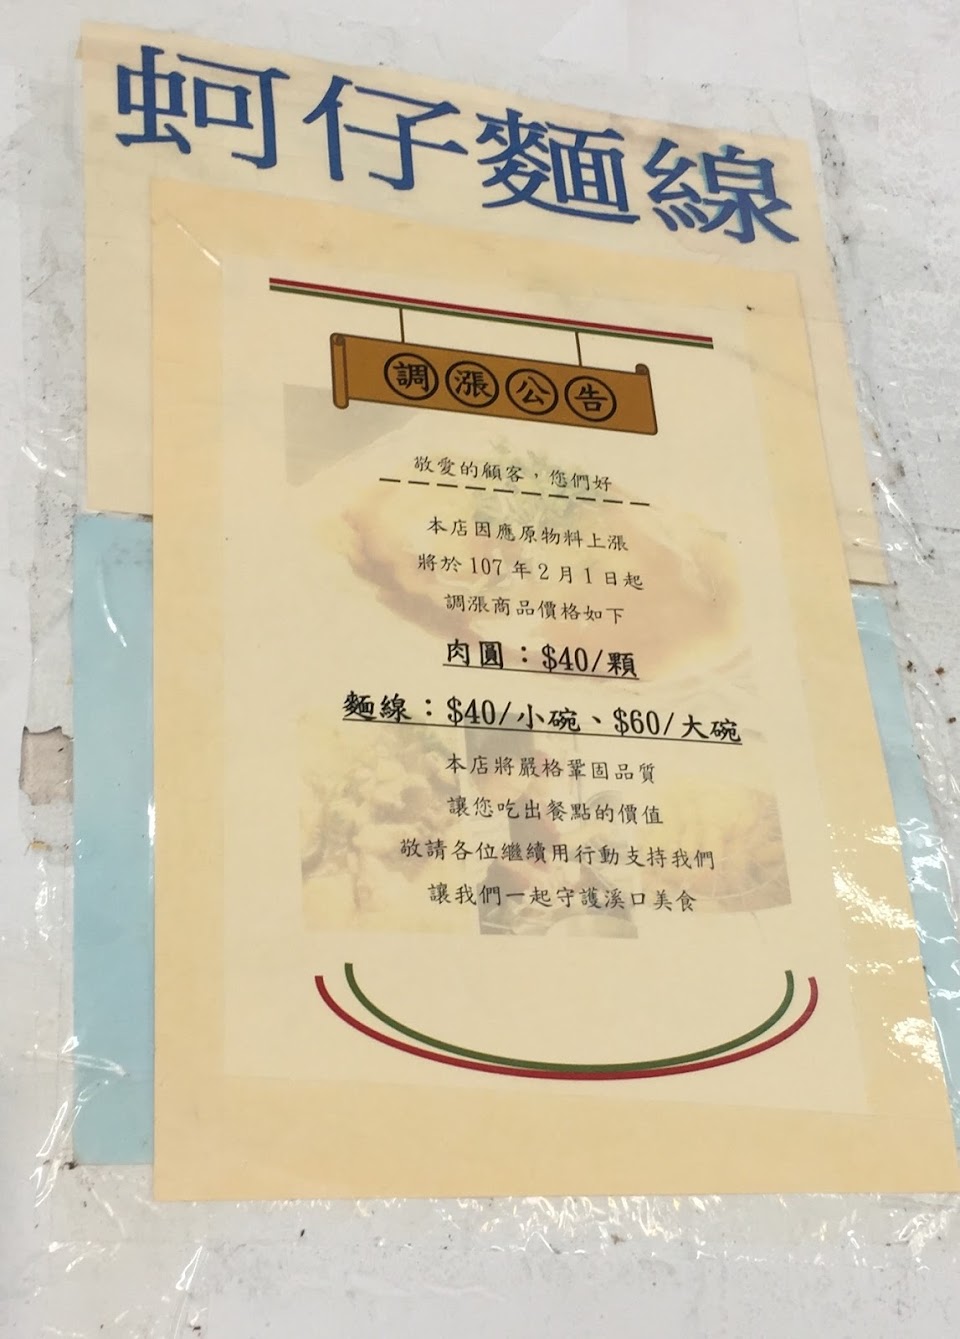 蚵仔麵線
調漲公告
敬愛的顧客，您們好
本店因應原物料上漲
將於107年2月1日起
調漲商品價格如下
肉圓：$40/顆
麵線：$40/小碗、$60/大碗
本店將嚴格鞏固品質
讓您吃出餐點的價值
敬請各位繼續用行動支持我們
讓我們一起守護溪口美食